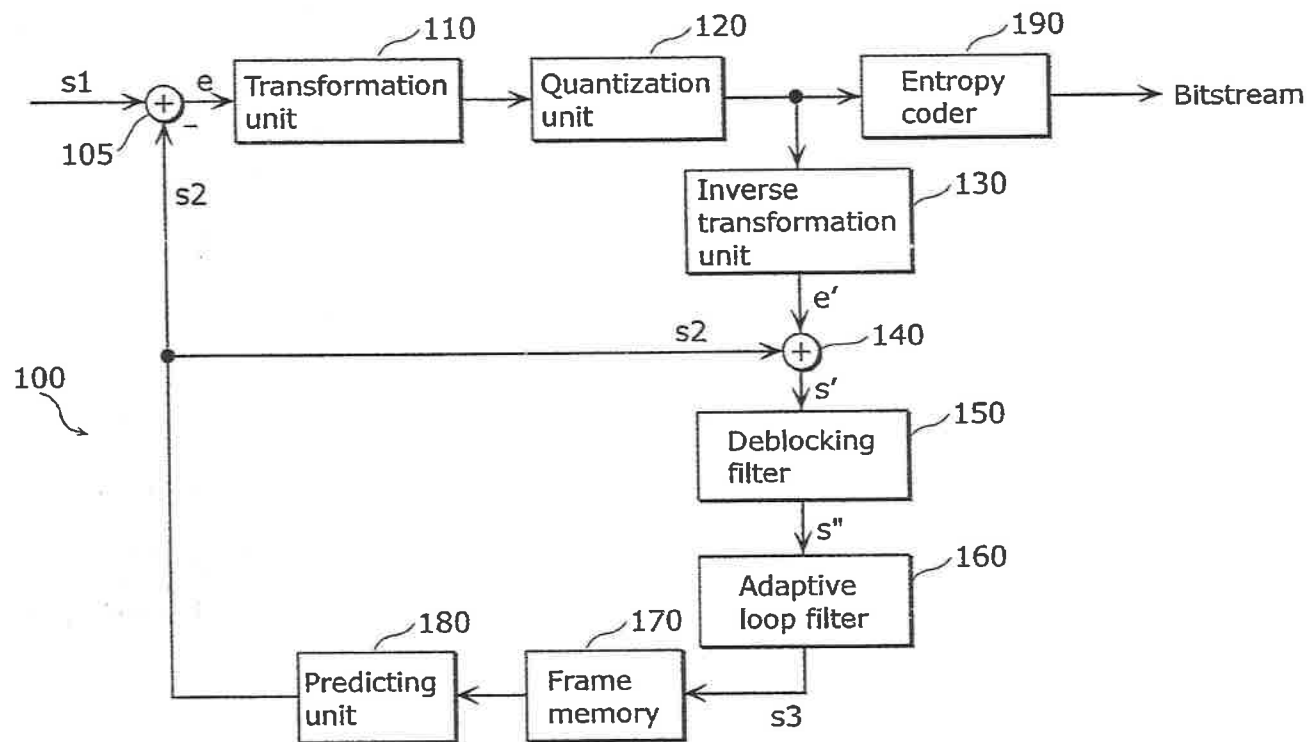 110
120
190
s1
e
Transformation
unit
Quantization
unit
Entropy
coder
Bitstream
+
−
105
s2
Inverse
transformation
unit
130
e′
s2
+
140
100
s′
150
Deblocking
filter
s"
160
Adaptive
loop filter
180
170
Predicting
unit
Frame
memory
s3